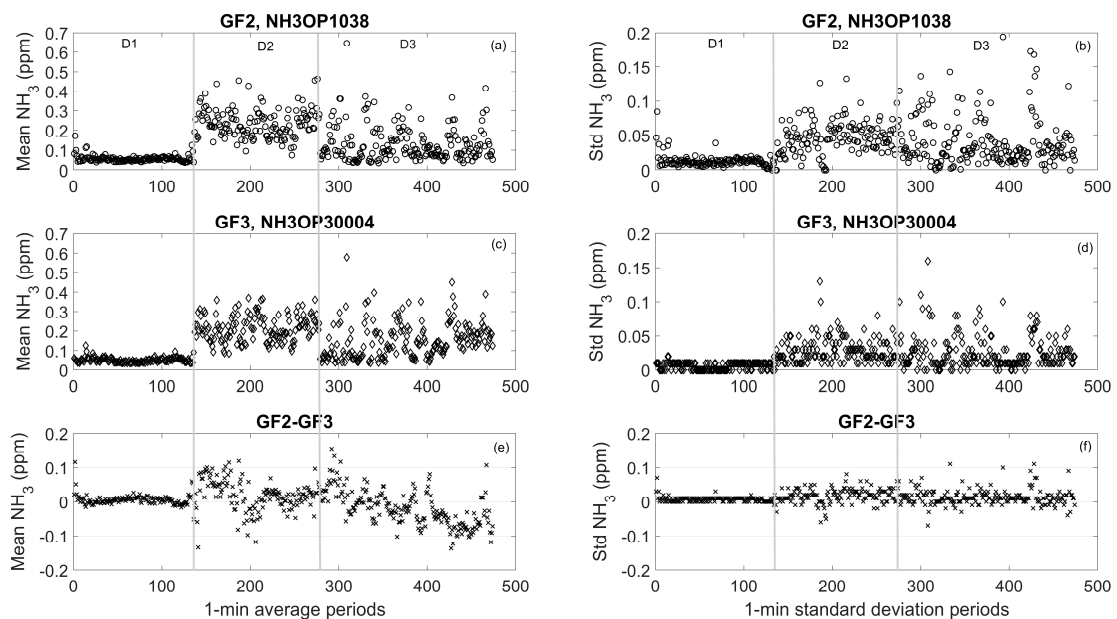 GF2, NH3OP1038
Mean NH3 (ppm)
0.7
0.6
0.5
0.4
0.3
0.2
0.1
0
D1
D2
D3
(a)
0 100 200 300 400 500
GF2, NH3OP1038
Std NH3 (ppm)
0.2
0.15
0.1
0.05
0
D1
D2
D3
(b)
0 100 200 300 400 500
GF3, NH3OP30004
Mean NH3 (ppm)
0.7
0.6
0.5
0.4
0.3
0.2
0.1
0
(c)
0 100 200 300 400 500
GF3, NH3OP30004
Std NH3 (ppm)
0.2
0.15
0.1
0.05
0
(d)
0 100 200 300 400 500
GF2-GF3
Mean NH3 (ppm)
0.2
0.1
0
-0.1
-0.2
(e)
0 100 200 300 400 500
1-min average periods
GF2-GF3
Std NH3 (ppm)
0.2
0.1
0
-0.1
-0.2
(f)
0 100 200 300 400 500
1-min standard deviation periods